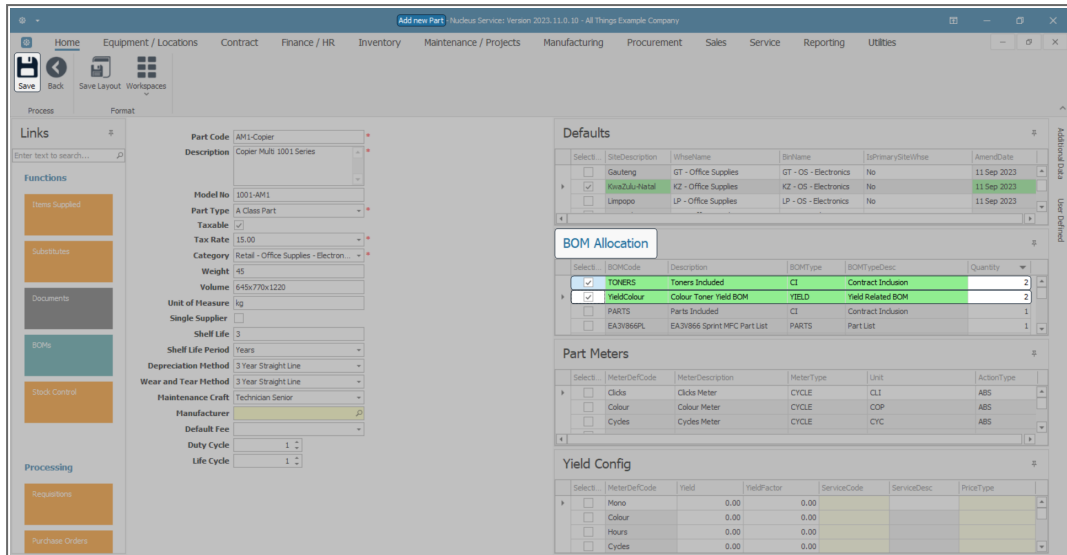 Add new Part - Nucleus Service: Version 2023.11.0.10 - All Things Example Company
Home Equipment / Locations Contract Finance / HR Inventory Maintenance / Projects Manufacturing Procurement Sales Service Reporting Utilities
Save Back Save Layout Workspaces
Process Format
Links
Enter text to search...
Functions
Items Supplied
Substitutes
Documents
BOMs
Stock Control
Processing
Requisitions
Purchase Orders
Part Code AM1-Copier *
Description Copier Multi 1001 Series *
Model No 1001-AM1
Part Type A Class Part *
Taxable
Tax Rate 15.00 *
Category Retail - Office Supplies - Electron... *
Weight 45
Volume 645x770x1220
Unit of Measure kg
Single Supplier
Shelf Life 3
Shelf Life Period Years
Depreciation Method 3 Year Straight Line
Wear and Tear Method 3 Year Straight Line
Maintenance Craft Technician Senior
Manufacturer
Default Fee
Duty Cycle 1
Life Cycle 1
Defaults
Selecti... SiteDescription WhseName BinName IsPrimarySiteWhse AmendDate
Gauteng GT - Office Supplies GT - OS - Electronics No 11 Sep 2023
KwaZulu-Natal KZ - Office Supplies KZ - OS - Electronics No 11 Sep 2023
Limpopo LP - Office Supplies LP - OS - Electronics No 11 Sep 2023
BOM Allocation
Selecti... BOMCode Description BOMType BOMTypeDesc Quantity
TONERS Toners Included CI Contract Inclusion 2
YieldColour Colour Toner Yield BOM YIELD Yield Related BOM 2
PARTS Parts Included CI Contract Inclusion 1
EA3V866PL EA3V866 Sprint MFC Part List PARTS Part List 1
Part Meters
Selecti... MeterDefCode MeterDescription MeterType Unit ActionType
Clicks Clicks Meter CYCLE CLI ABS
Colour Colour Meter CYCLE COP ABS
Cycles Cycles Meter CYCLE CYC ABS
Yield Config
Selecti... MeterDefCode Yield YieldFactor ServiceCode ServiceDesc PriceType
Mono 0.00 0.00
Colour 0.00 0.00
Hours 0.00 0.00
Cycles 0.00 0.00
Additional Data
User Defined